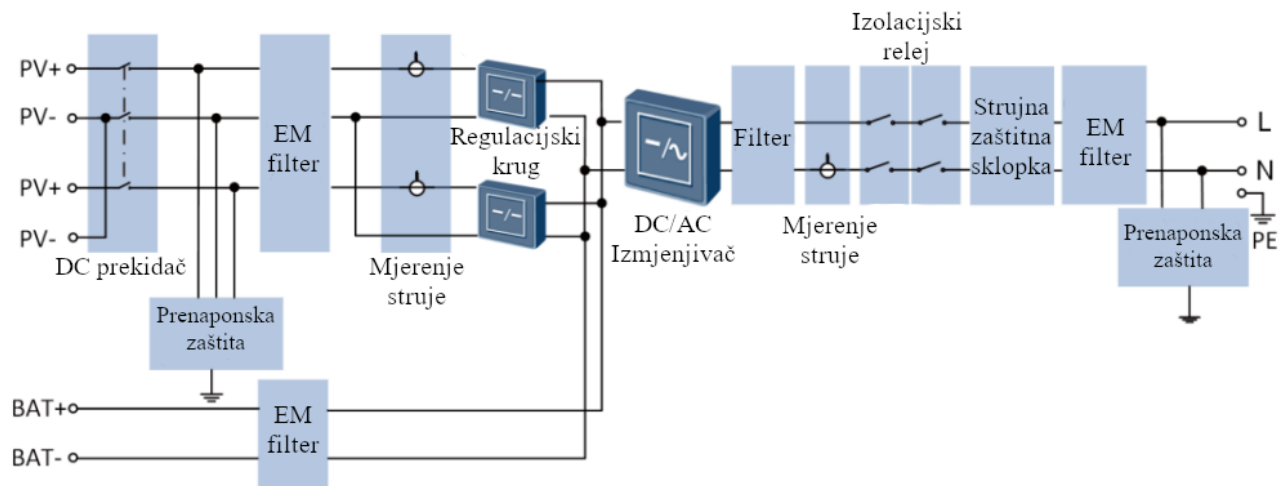 PV+
PV-
PV+
PV-
DC prekidač
EM
filter
Mjerenje
struje
Regulacijski
krug
Prenaponska
zaštita
BAT+
BAT-
EM
filter
DC/AC
Izmjenjivač
Filter
Mjerenje
struje
Izolacijski
relej
Strujna
zaštitna
sklopka
EM
filter
L
N
PE
Prenaponska
zaštita